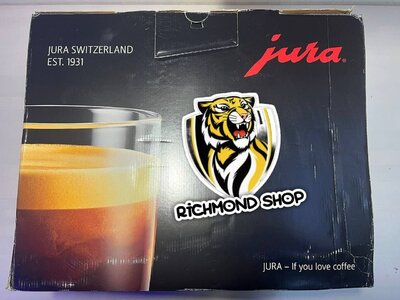 JURA SWITZERLAND
EST. 1931
jura
RiCHMOND SHOP
JURA – If you love coffee